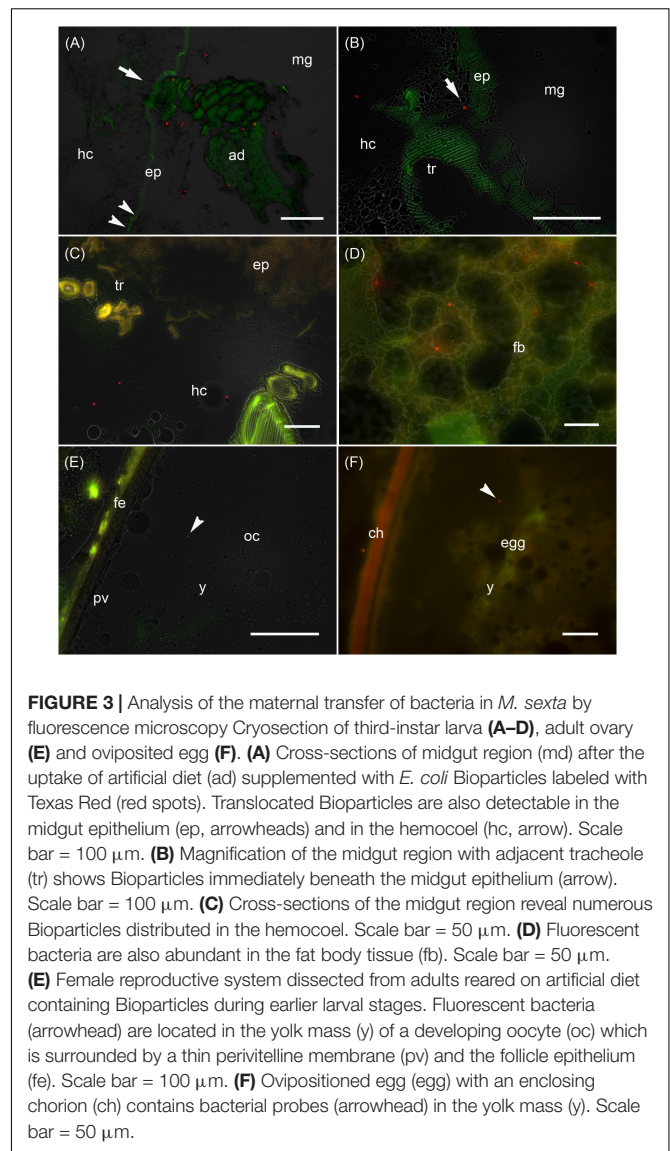 (A)
mg
hc
ep
ad
(B)
ep
mg
hc
tr
(C)
ep
tr
hc
(D)
fb
(E)
fe
oc
pv
y
(F)
ch
egg
y
FIGURE 3 | Analysis of the maternal transfer of bacteria in M. sexta by
fluorescence microscopy Cryosection of third-instar larva (A–D), adult ovary
(E) and oviposited egg (F). (A) Cross-sections of midgut region (md) after the
uptake of artificial diet (ad) supplemented with E. coli Bioparticles labeled with
Texas Red (red spots). Translocated Bioparticles are also detectable in the
midgut epithelium (ep, arrowheads) and in the hemocoel (hc, arrow). Scale
bar = 100 μm. (B) Magnification of the midgut region with adjacent tracheole
(tr) shows Bioparticles immediately beneath the midgut epithelium (arrow).
Scale bar = 100 μm. (C) Cross-sections of the midgut region reveal numerous
Bioparticles distributed in the hemocoel. Scale bar = 50 μm. (D) Fluorescent
bacteria are also abundant in the fat body tissue (fb). Scale bar = 50 μm.
(E) Female reproductive system dissected from adults reared on artificial diet
containing Bioparticles during earlier larval stages. Fluorescent bacteria
(arrowhead) are located in the yolk mass (y) of a developing oocyte (oc) which
is surrounded by a thin perivitelline membrane (pv) and the follicle epithelium
(fe). Scale bar = 100 μm. (F) Ovipositioned egg (egg) with an enclosing
chorion (ch) contains bacterial probes (arrowhead) in the yolk mass (y). Scale
bar = 50 μm.